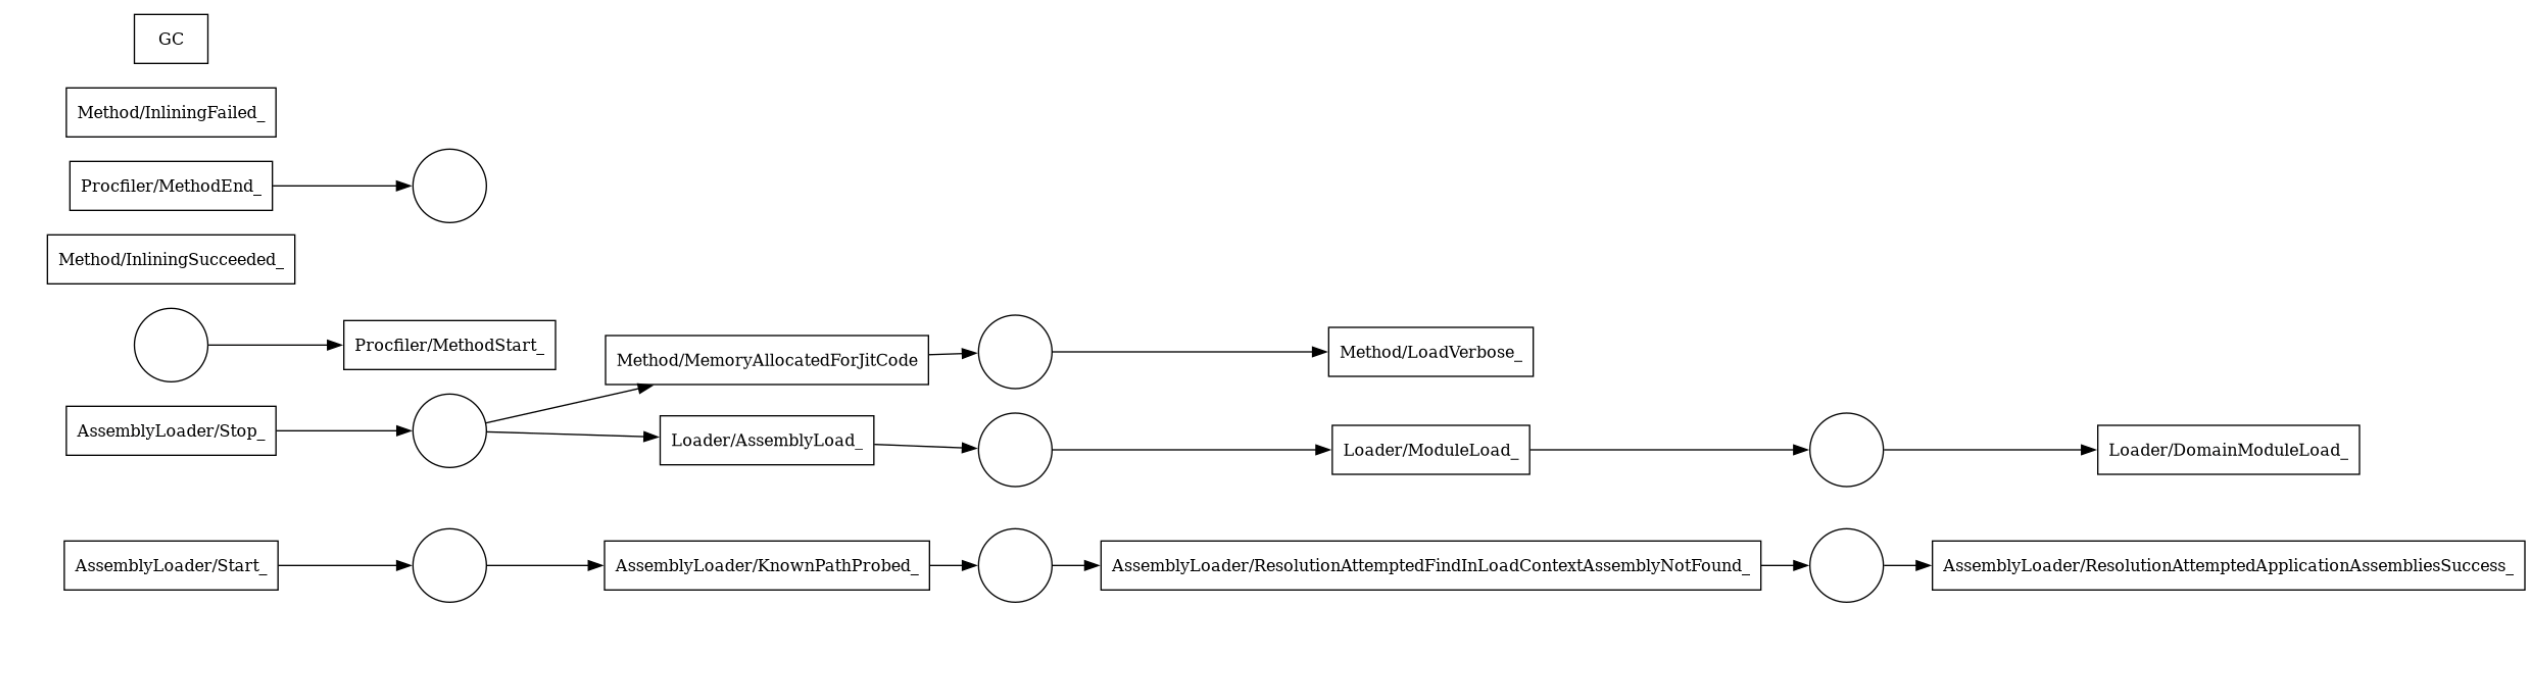 GC
Method/InliningFailed_
Procfiler/MethodEnd_
Method/InliningSucceeded_
Procfiler/MethodStart_
Method/MemoryAllocatedForJitCode
Method/LoadVerbose_
AssemblyLoader/Stop_
Loader/AssemblyLoad_
Loader/ModuleLoad_
Loader/DomainModuleLoad_
AssemblyLoader/Start_
AssemblyLoader/KnownPathProbed_
AssemblyLoader/ResolutionAttemptedFindInLoadContextAssemblyNotFound_
AssemblyLoader/ResolutionAttemptedApplicationAssembliesSuccess_